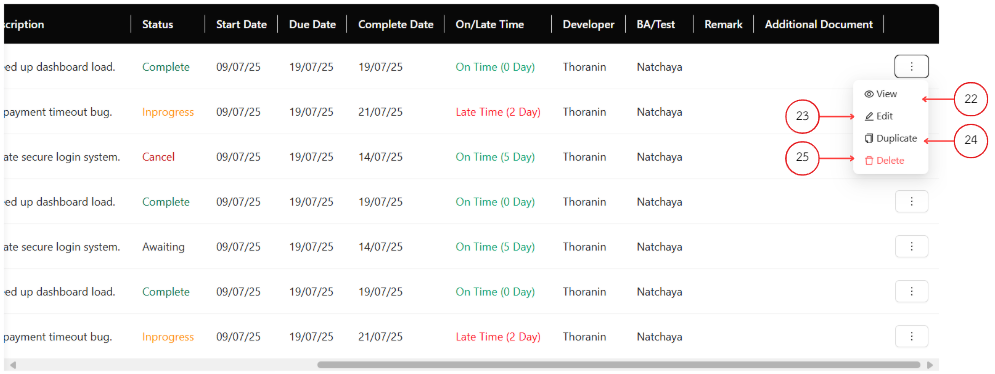 scription Status Start Date Due Date Complete Date On/Late Time Developer BA/Test Remark Additional Document
ed up dashboard load. Complete 09/07/25 19/07/25 19/07/25 On Time (0 Day) Thoranin Natchaya
View 22
payment timeout bug. Inprogress 09/07/25 19/07/25 21/07/25 Late Time (2 Day) Thoranin Natchaya 23 Edit
Duplicate 24
ate secure login system. Cancel 09/07/25 19/07/25 14/07/25 On Time (5 Day) Thoranin Natchaya 25 Delete
ed up dashboard load. Complete 09/07/25 19/07/25 19/07/25 On Time (0 Day) Thoranin Natchaya
ate secure login system. Awaiting 09/07/25 19/07/25 14/07/25 On Time (5 Day) Thoranin Natchaya
ed up dashboard load. Complete 09/07/25 19/07/25 19/07/25 On Time (0 Day) Thoranin Natchaya
payment timeout bug. Inprogress 09/07/25 19/07/25 21/07/25 Late Time (2 Day) Thoranin Natchaya